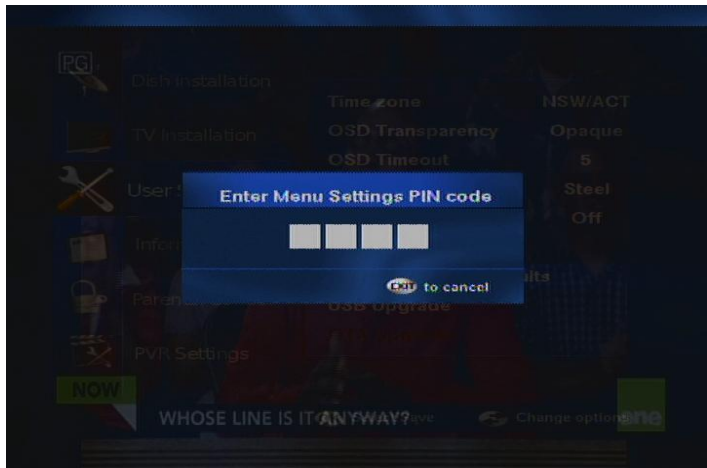 PG
Dish installation
Time zone NSW/ACT
TV Installation OSD Transparency Opaque
OSD Timeout 5
User Steel
Enter Menu Settings PIN code
Off
EXIT to cancel
USB Upgrade
PVR Settings
NOW
WHOSE LINE IS IT ANYWAY?
Change options
one